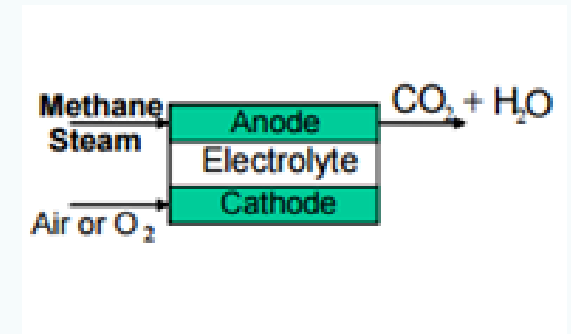 Methane
Steam
Anode
CO₂ + H₂O
Electrolyte
Cathode
Air or O₂